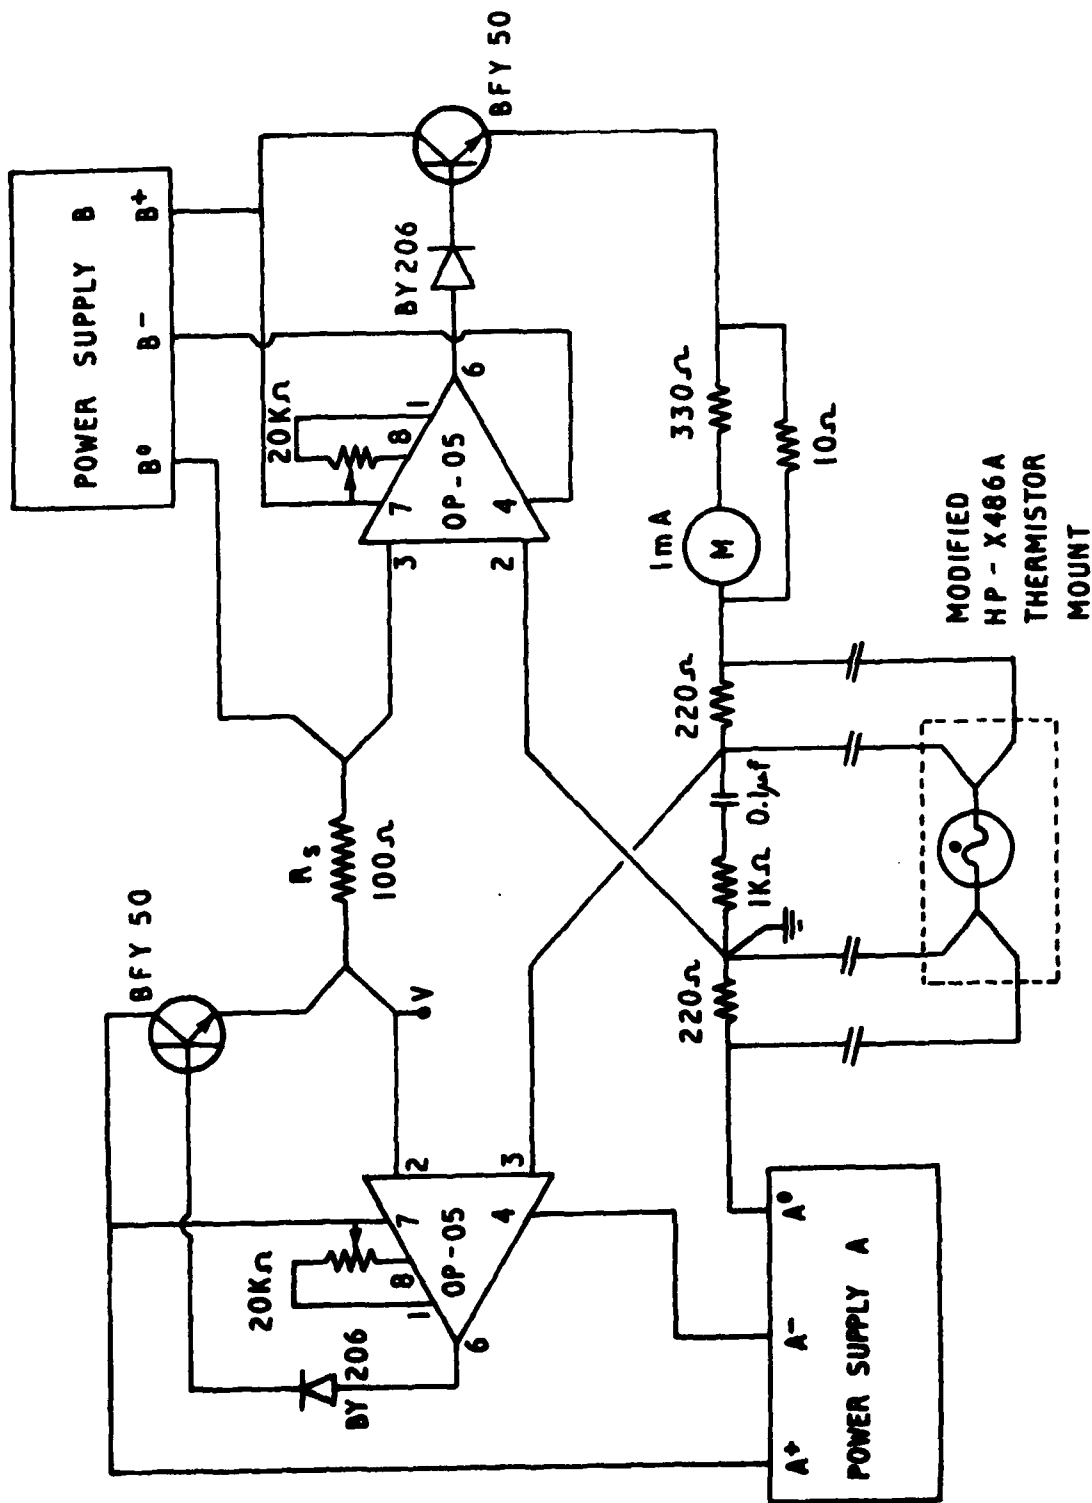 POWER SUPPLY B
B° B- B+
BFY 50
BY206
20KΩ
1
8
7
6
OP-05
4
3
2
BFY 50
Rs
100Ω
V
20KΩ
1
8
7
6
OP-05
4
2
3
BY 206
1mA
M
330Ω
10Ω
220Ω
1KΩ
0.1μF
220Ω
MODIFIED
HP-X486A
THERMISTOR
MOUNT
A+ A- A°
POWER SUPPLY A